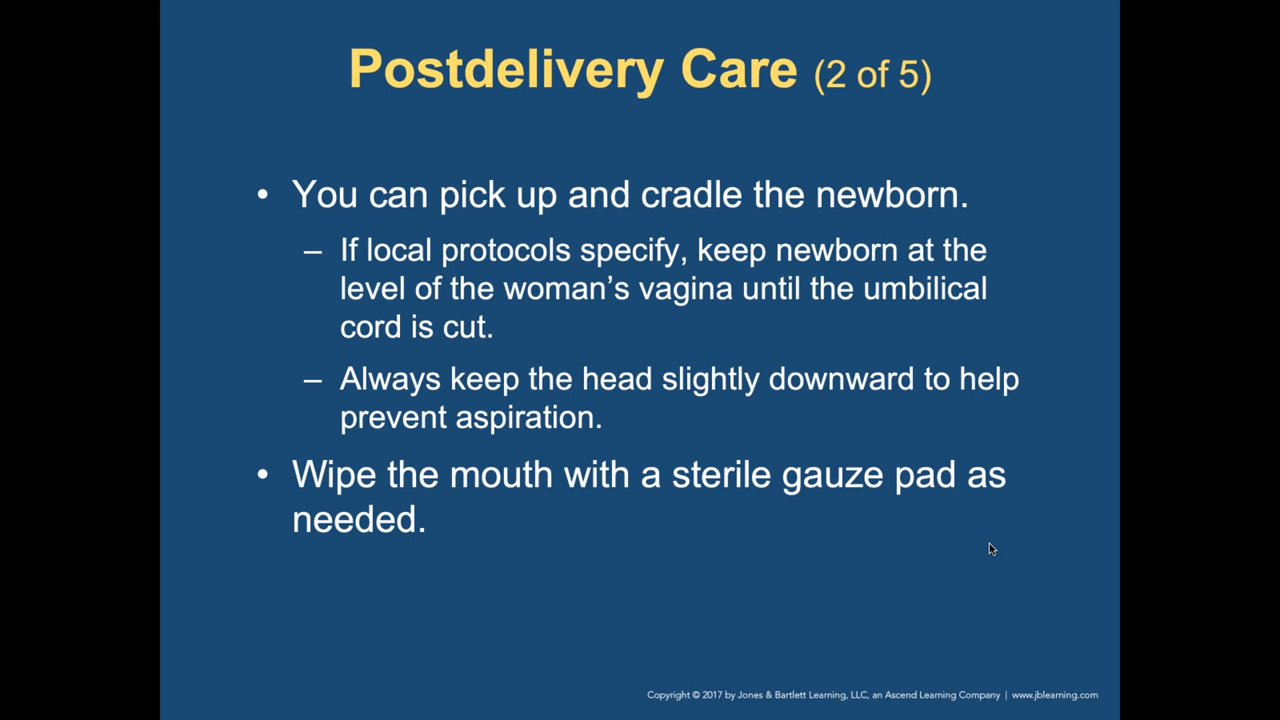 Postdelivery Care (2 of 5)
• You can pick up and cradle the newborn.
– If local protocols specify, keep newborn at the
level of the woman’s vagina until the umbilical
cord is cut.
– Always keep the head slightly downward to help
prevent aspiration.
• Wipe the mouth with a sterile gauze pad as
needed.
Copyright © 2017 by Jones & Bartlett Learning, LLC, an Ascend Learning Company | www.jblearning.com